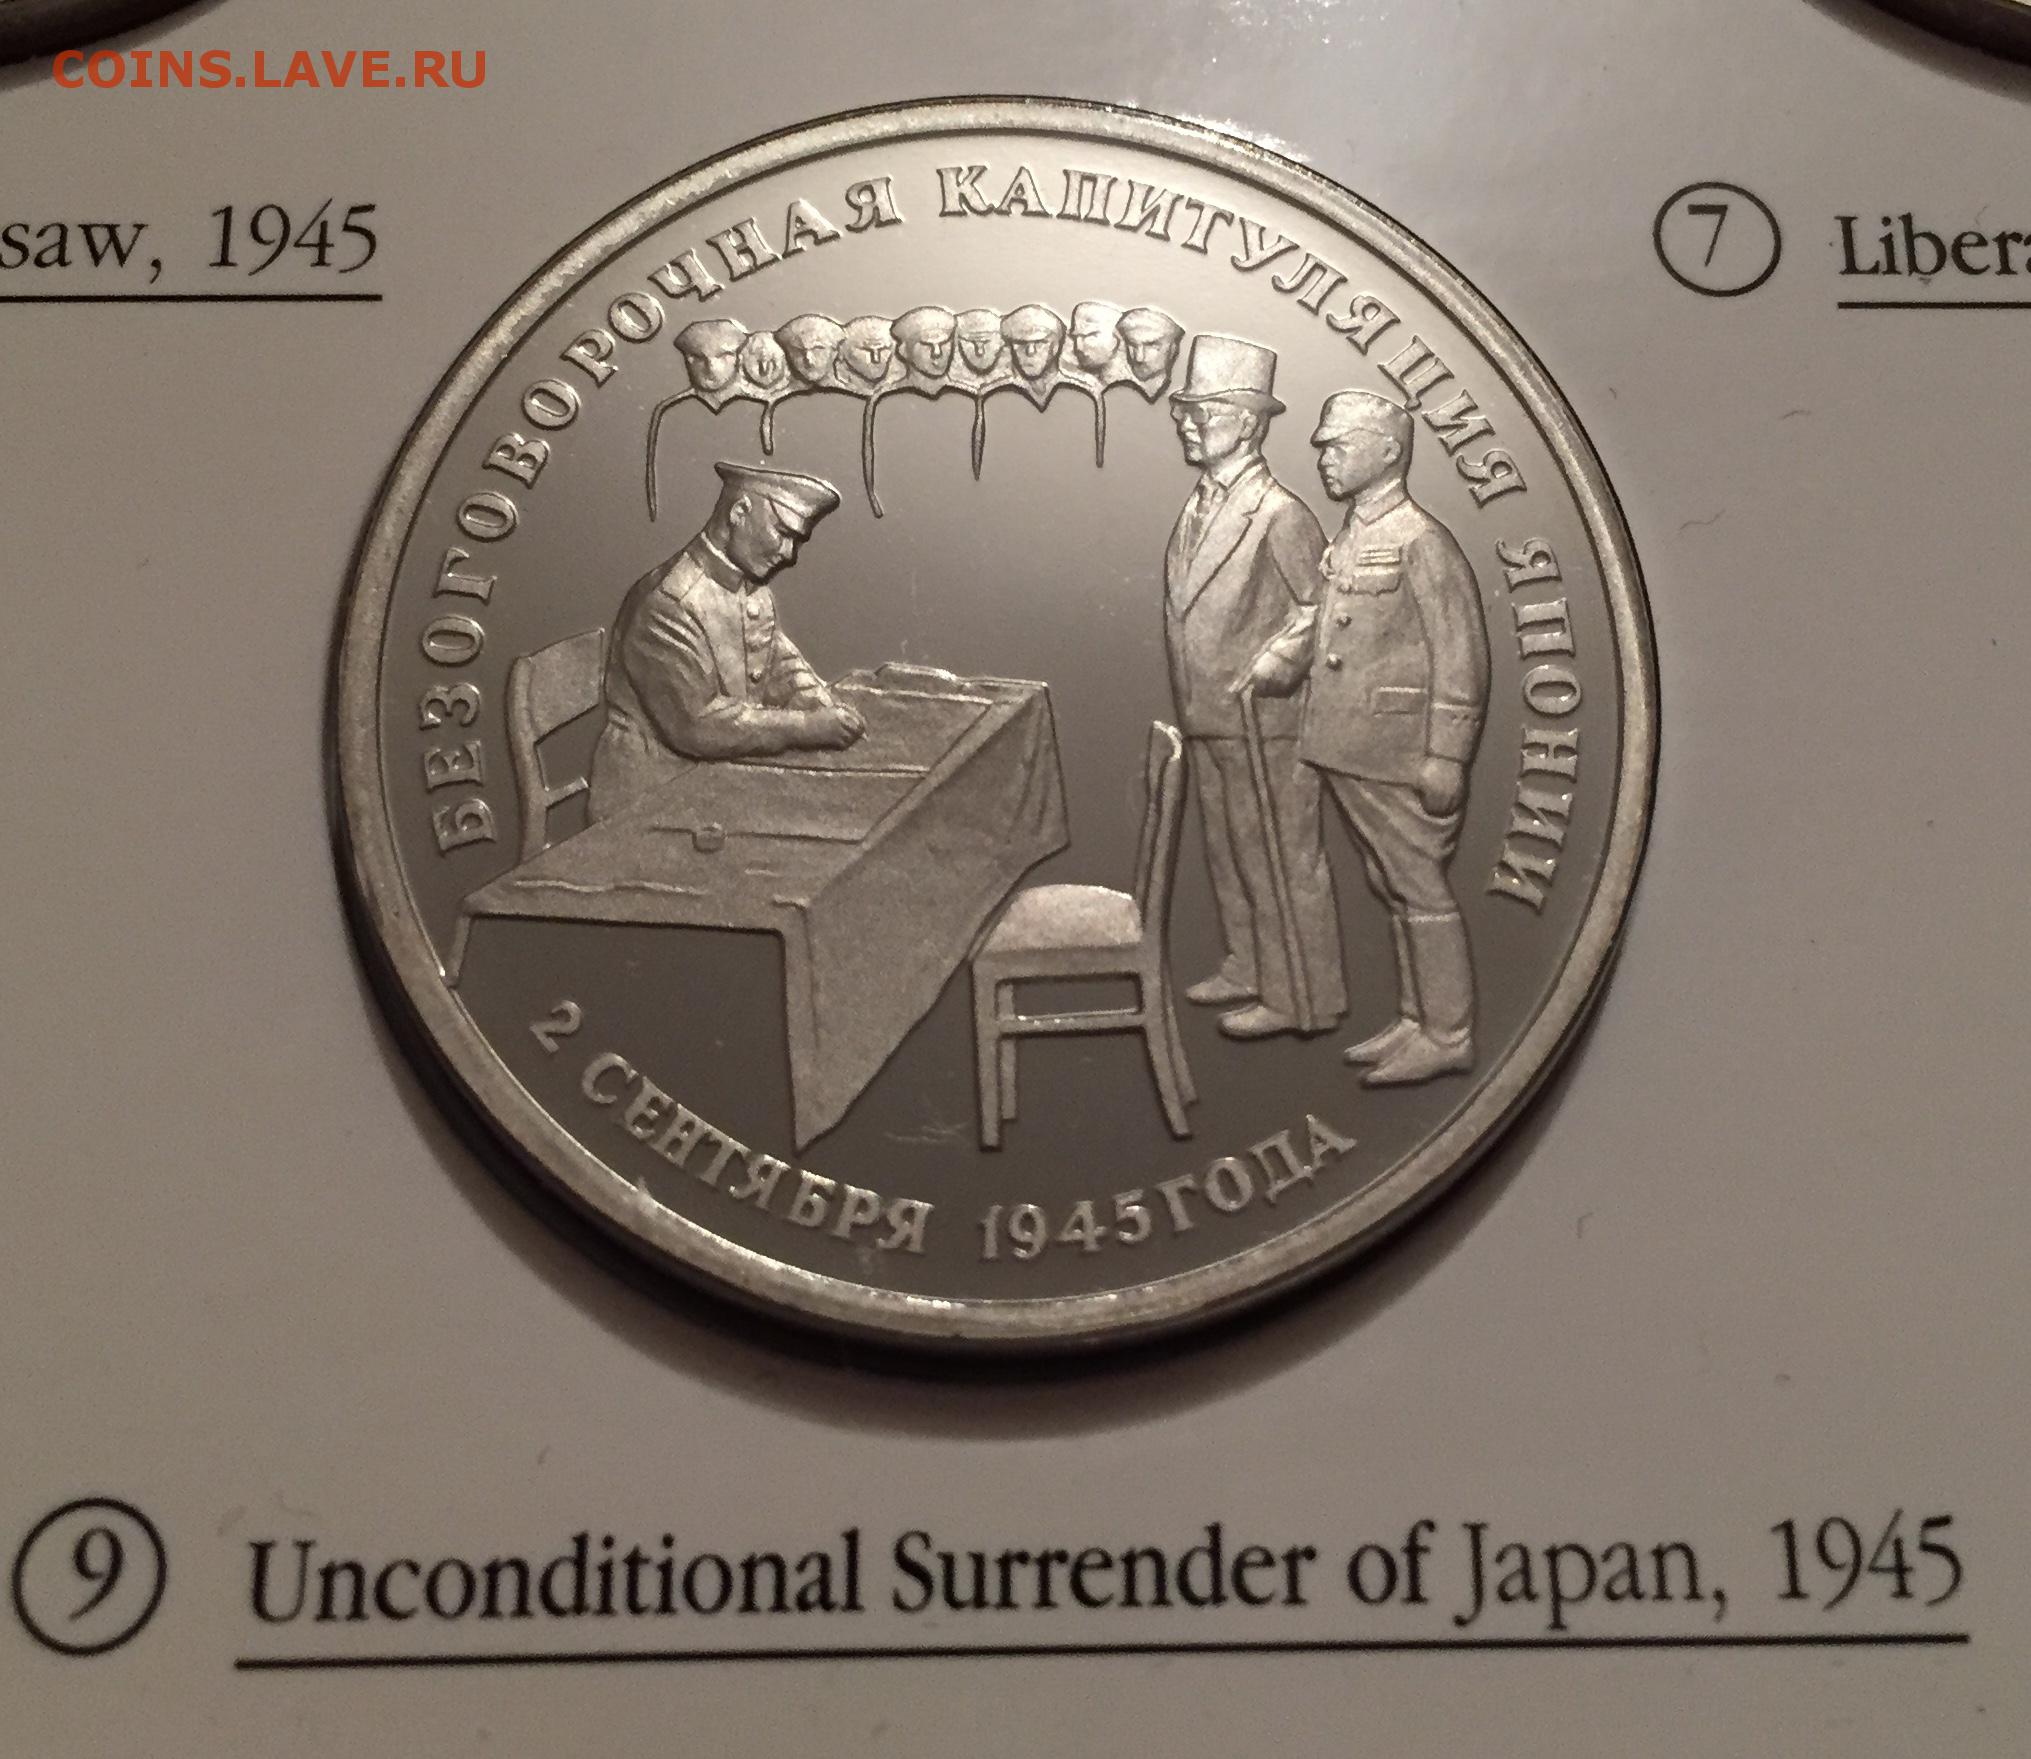 COINS.LAVE.RU
saw, 1945
7 Libera
БЕЗОГОВОРОЧНАЯ КАПИТУЛЯЦИЯ ЯПОНИИ
2 СЕНТЯБРЯ 1945 ГОДА
9 Unconditional Surrender of Japan, 1945